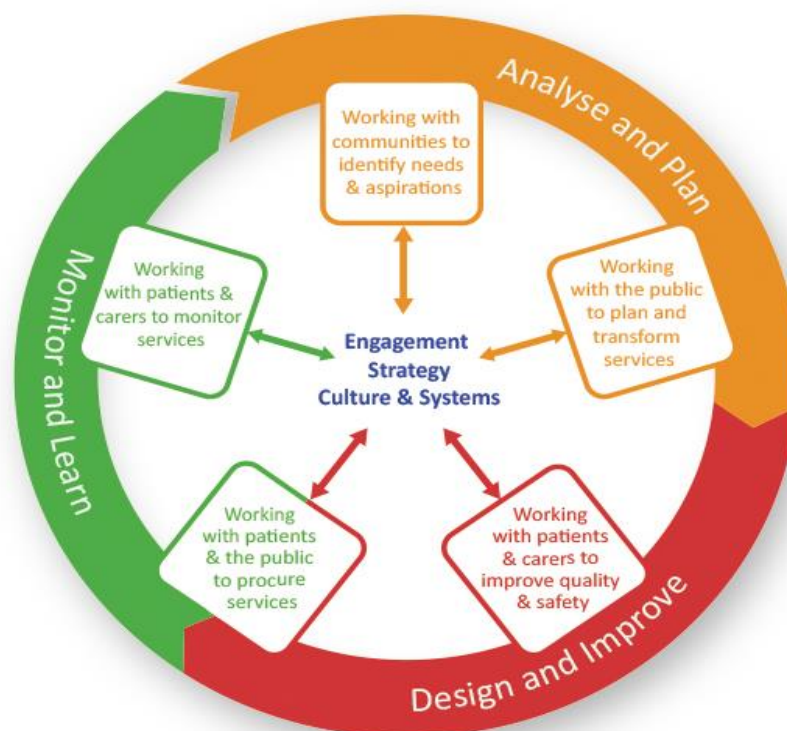 Analyse and Plan
Working with
communities to
identify needs
& aspirations
Working
with the public
to plan and
transform
services
Working
with patients &
carers to monitor
services
Monitor and Learn
Engagement
Strategy
Culture & Systems
Working
with patients
& the public
to procure
services
Working
with patients
& carers to
improve quality
& safety
Design and Improve